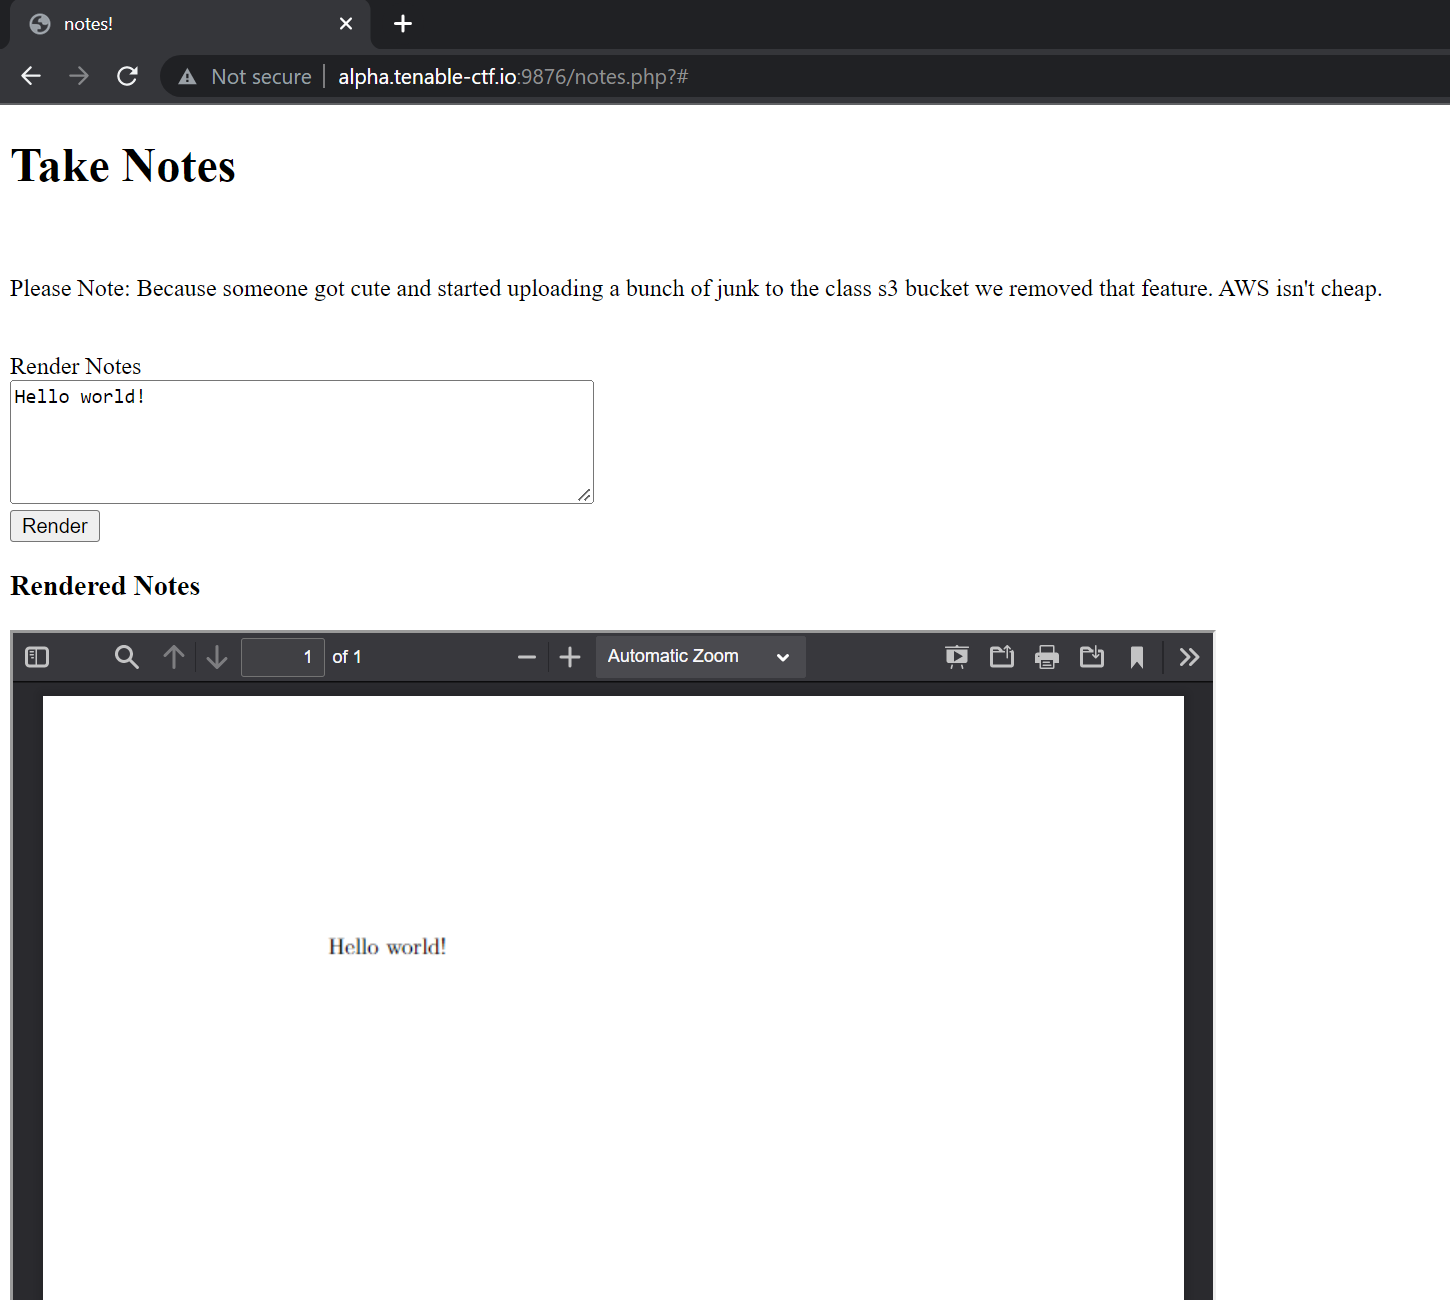 notes!
Not secure alpha.tenable-ctf.io:9876/notes.php?#
Take Notes
Please Note: Because someone got cute and started uploading a bunch of junk to the class s3 bucket we removed that feature. AWS isn't cheap.
Render Notes
Hello world!
Render
Rendered Notes
1 of 1 Automatic Zoom
Hello world!